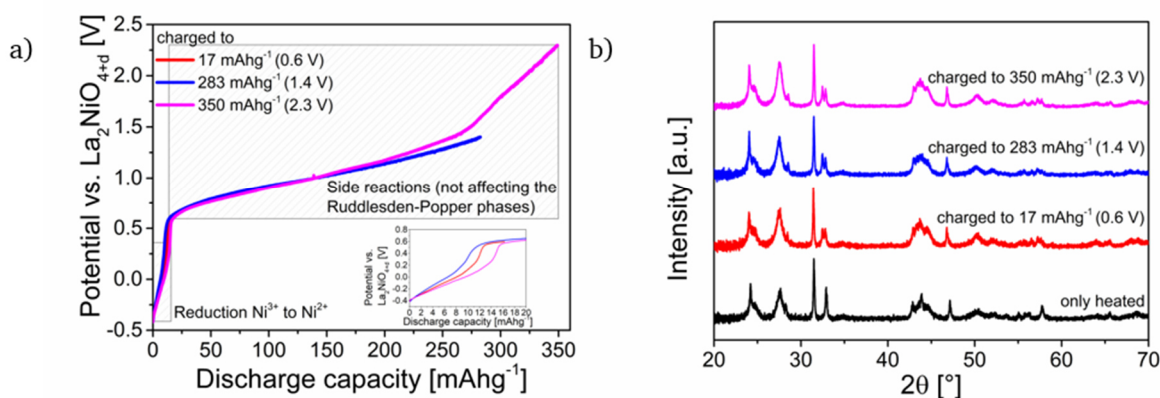 a)
Potential vs. La₂NiO₄₊d [V]
2.5
2.0
1.5
1.0
0.5
0.0
-0.5
charged to
17 mAhg⁻¹ (0.6 V)
283 mAhg⁻¹ (1.4 V)
350 mAhg⁻¹ (2.3 V)
Side reactions (not affecting the
Ruddlesden-Popper phases)
Reduction Ni³⁺ to Ni²⁺
Potential vs.
La₂NiO₄₊d [V]
0.8
0.6
0.4
0.2
0.0
-0.2
-0.4
0 2 4 6 8 10 12 14 16 18 20
Discharge capacity [mAhg⁻¹]
0 50 100 150 200 250 300 350
Discharge capacity [mAhg⁻¹]
b)
Intensity [a.u.]
charged to 350 mAhg⁻¹ (2.3 V)
charged to 283 mAhg⁻¹ (1.4 V)
charged to 17 mAhg⁻¹ (0.6 V)
only heated
20 30 40 50 60 70
2θ [°]